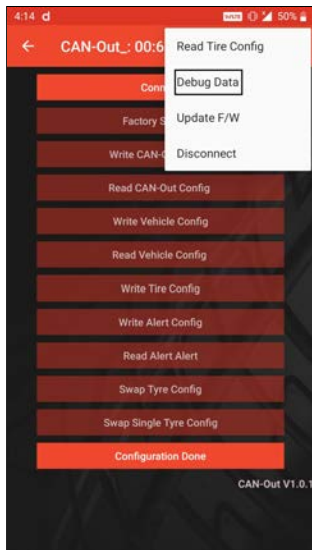 4:14 d
50%
CAN-Out_: 00:6
Read Tire Config
Debug Data
Update F/W
Disconnect
Conn
Factory S
Write CAN-O
Read CAN-Out Config
Write Vehicle Config
Read Vehicle Config
Write Tire Config
Write Alert Config
Read Alert Alert
Swap Tyre Config
Swap Single Tyre Config
Configuration Done
CAN-Out V1.0.1